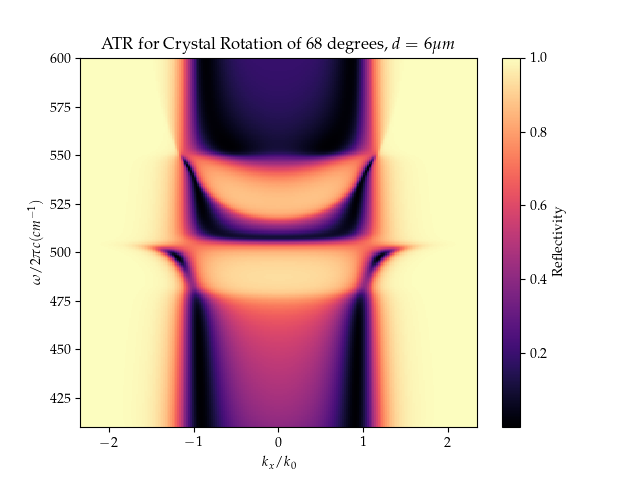 ATR for Crystal Rotation of 68 degrees, d = 6μm
600
575
550
525
500
475
450
425
ω/2πc(cm⁻¹)
−2 −1 0 1 2
kₓ/k₀
1.0
0.8
0.6
0.4
0.2
Reflectivity